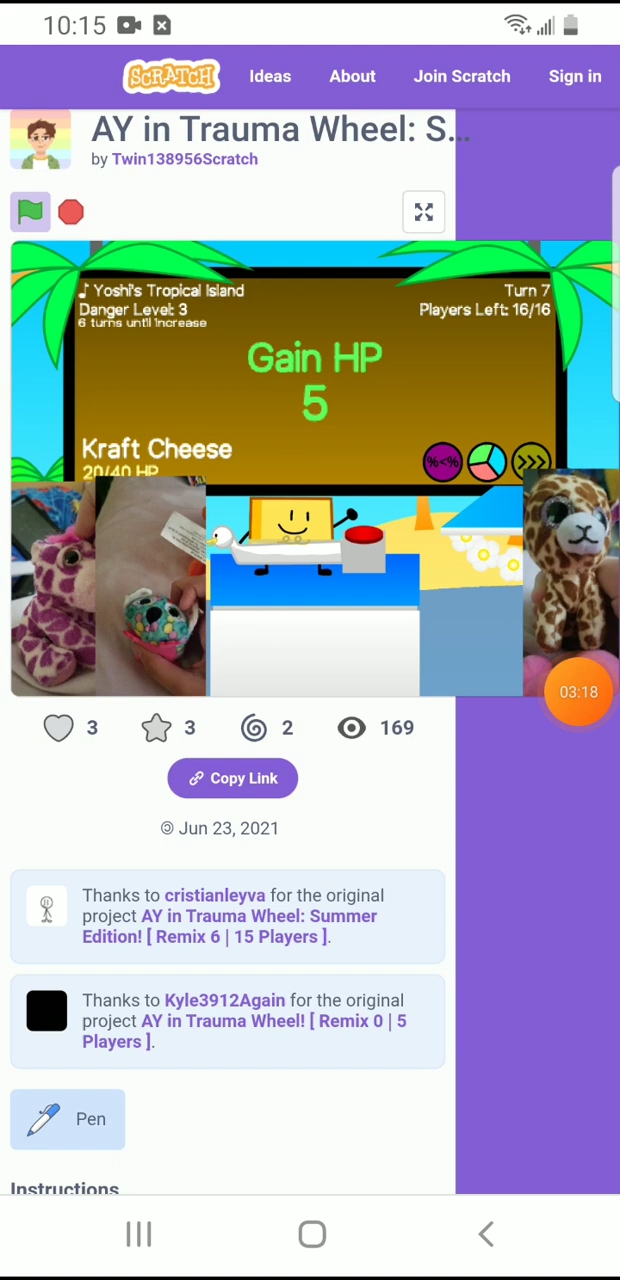 10:15
SCRATCH Ideas About Join Scratch Sign in
AY in Trauma Wheel: S...
by Twin138956Scratch
♪ Yoshi's Tropical Island
Turn 7
Danger Level: 3
Players Left: 16/16
6 turns until increase
Gain HP
5
Kraft Cheese
20/40 HP
%<%
>>>
03:18
3 3 2 169
Copy Link
Jun 23, 2021
Thanks to cristianleyva for the original
project AY in Trauma Wheel: Summer
Edition! [ Remix 6 | 15 Players ].
Thanks to Kyle3912Again for the original
project AY in Trauma Wheel! [ Remix 0 | 5
Players ].
Pen
Instructions